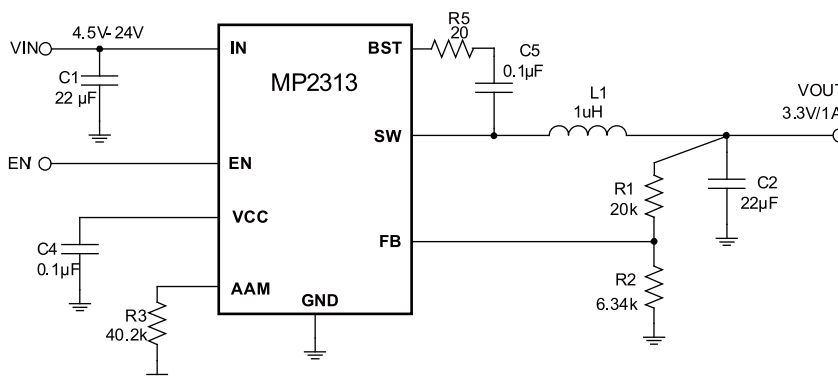 4.5V-24V
VIN
C1
22 µF
IN
MP2313
BST
R5
20
C5
0.1µF
L1
1uH
VOUT
3.3V/1A
SW
EN
EN
VCC
C4
0.1µF
R1
20k
C2
22µF
FB
AAM
R3
40.2k
GND
R2
6.34k